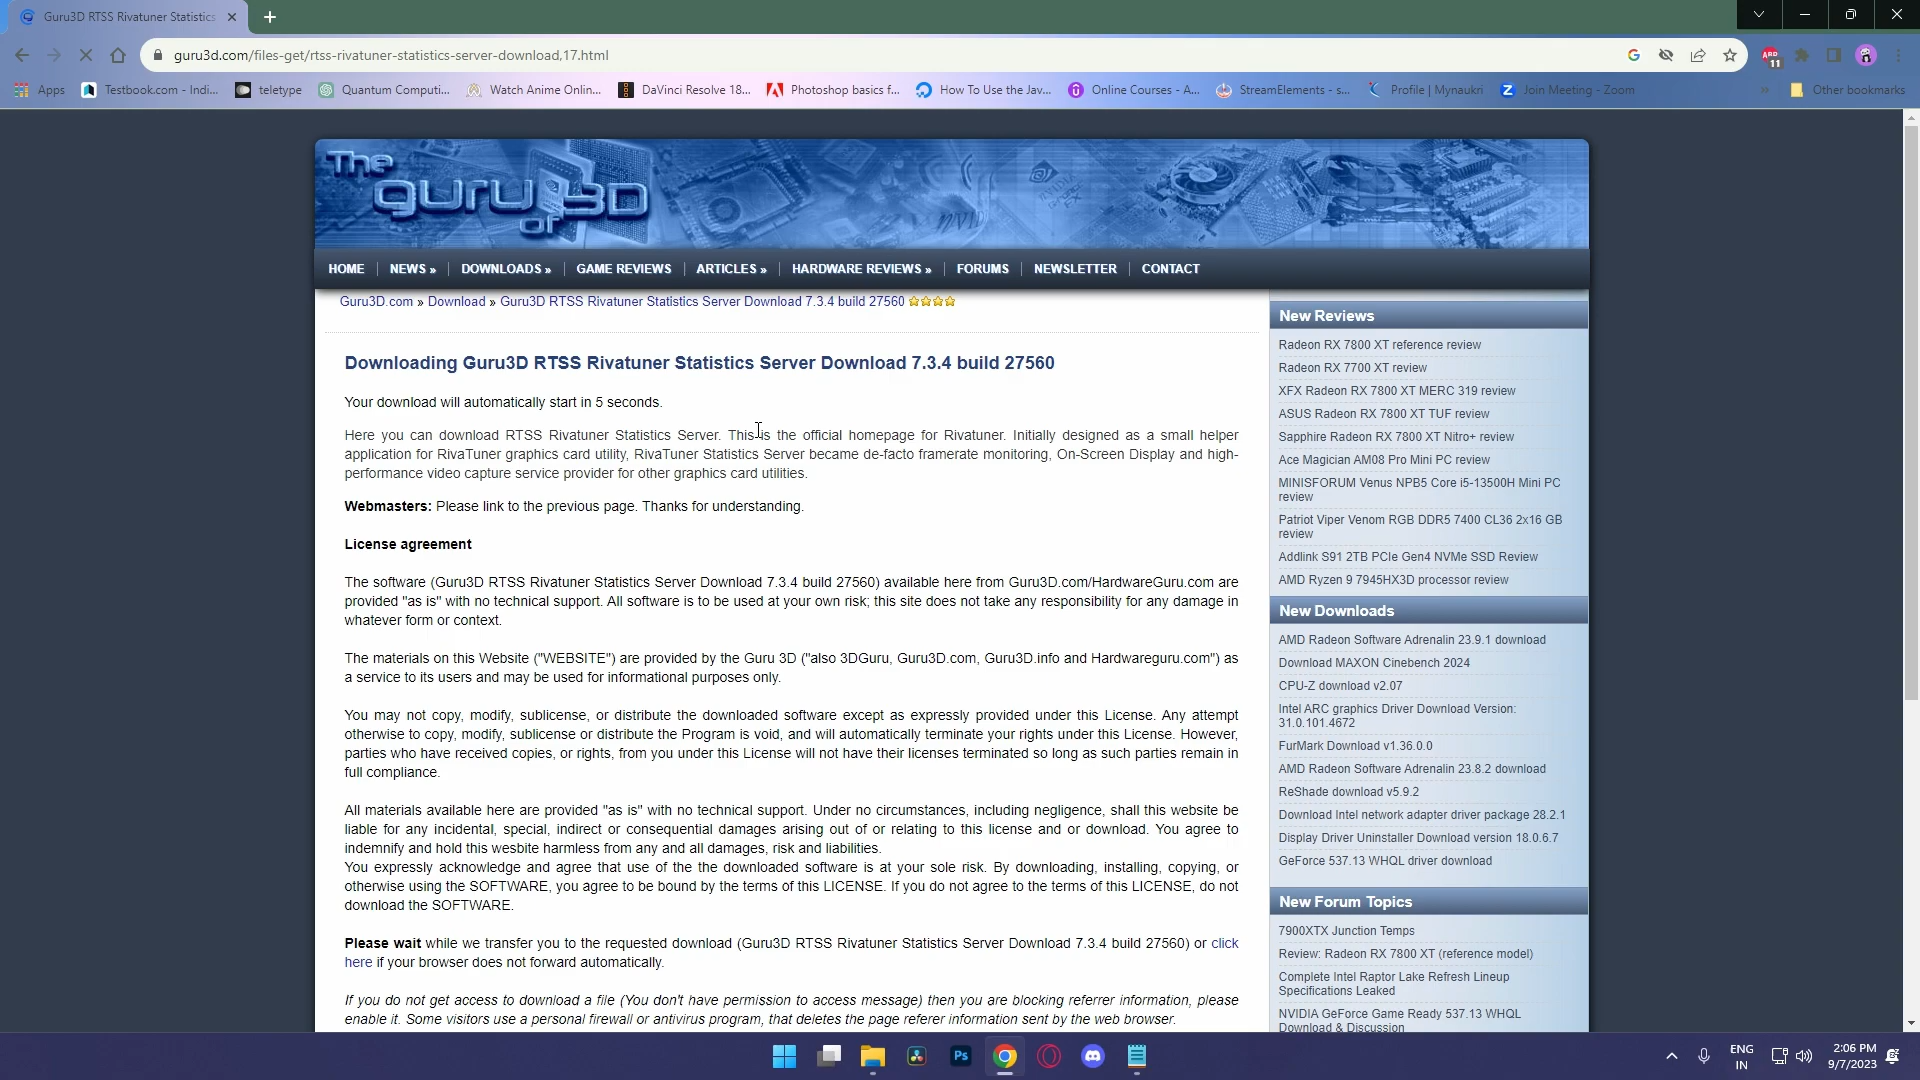 Guru3D RTSS Rivatuner Statistics
guru3d.com/files-get/rtss-rivatuner-statistics-server-download,17.html
ABP
11
Apps
Testbook.com - Indi...
teletype
Quantum Computi...
Watch Anime Onlin...
DaVinci Resolve 18...
Photoshop basics f...
How To Use the Jav...
Online Courses - A...
StreamElements - s...
Profile | Mynaukri
Join Meeting - Zoom
»
Other bookmarks
The guru of 3D
HOME
NEWS »
DOWNLOADS »
GAME REVIEWS
ARTICLES »
HARDWARE REVIEWS »
FORUMS
NEWSLETTER
CONTACT
Guru3D.com » Download » Guru3D RTSS Rivatuner Statistics Server Download 7.3.4 build 27560
Downloading Guru3D RTSS Rivatuner Statistics Server Download 7.3.4 build 27560
Your download will automatically start in 5 seconds.
Here you can download RTSS Rivatuner Statistics Server. This is the official homepage for Rivatuner. Initially designed as a small helper
application for RivaTuner graphics card utility, RivaTuner Statistics Server became de-facto framerate monitoring, On-Screen Display and high-
performance video capture service provider for other graphics card utilities.
Webmasters: Please link to the previous page. Thanks for understanding.
License agreement
The software (Guru3D RTSS Rivatuner Statistics Server Download 7.3.4 build 27560) available here from Guru3D.com/HardwareGuru.com are
provided "as is" with no technical support. All software is to be used at your own risk; this site does not take any responsibility for any damage in
whatever form or context.
The materials on this Website ("WEBSITE") are provided by the Guru 3D ("also 3DGuru, Guru3D.com, Guru3D.info and Hardwareguru.com") as
a service to its users and may be used for informational purposes only.
You may not copy, modify, sublicense, or distribute the downloaded software except as expressly provided under this License. Any attempt
otherwise to copy, modify, sublicense or distribute the Program is void, and will automatically terminate your rights under this License. However,
parties who have received copies, or rights, from you under this License will not have their licenses terminated so long as such parties remain in
full compliance.
All materials available here are provided "as is" with no technical support. Under no circumstances, including negligence, shall this website be
liable for any incidental, special, indirect or consequential damages arising out of or relating to this license and or download. You agree to
indemnify and hold this wesbite harmless from any and all damages, risk and liabilities.
You expressly acknowledge and agree that use of the the downloaded software is at your sole risk. By downloading, installing, copying, or
otherwise using the SOFTWARE, you agree to be bound by the terms of this LICENSE. If you do not agree to the terms of this LICENSE, do not
download the SOFTWARE.
Please wait while we transfer you to the requested download (Guru3D RTSS Rivatuner Statistics Server Download 7.3.4 build 27560) or click
here if your browser does not forward automatically.
If you do not get access to download a file (You don't have permission to access message) then you are blocking referrer information, please
enable it. Some visitors use a personal firewall or antivirus program, that deletes the page referer information sent by the web browser.
New Reviews
Radeon RX 7800 XT reference review
Radeon RX 7700 XT review
XFX Radeon RX 7800 XT MERC 319 review
ASUS Radeon RX 7800 XT TUF review
Sapphire Radeon RX 7800 XT Nitro+ review
Ace Magician AM08 Pro Mini PC review
MINISFORUM Venus NPB5 Core i5-13500H Mini PC
review
Patriot Viper Venom RGB DDR5 7400 CL36 2x16 GB
review
Addlink S91 2TB PCIe Gen4 NVMe SSD Review
AMD Ryzen 9 7945HX3D processor review
New Downloads
AMD Radeon Software Adrenalin 23.9.1 download
Download MAXON Cinebench 2024
CPU-Z download v2.07
Intel ARC graphics Driver Download Version:
31.0.101.4672
FurMark Download v1.36.0.0
AMD Radeon Software Adrenalin 23.8.2 download
ReShade download v5.9.2
Download Intel network adapter driver package 28.2.1
Display Driver Uninstaller Download version 18.0.6.7
GeForce 537.13 WHQL driver download
New Forum Topics
7900XTX Junction Temps
Review: Radeon RX 7800 XT (reference model)
Complete Intel Raptor Lake Refresh Lineup
Specifications Leaked
NVIDIA GeForce Game Ready 537.13 WHQL
Download & Discussion
Ps
ENG
IN
2:06 PM
9/7/2023